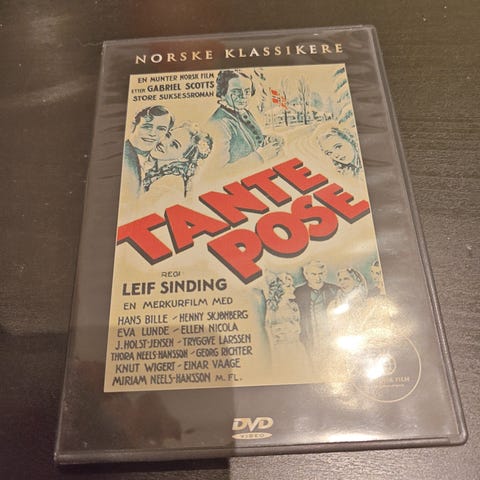 NORSKE KLASSIKERE
EN MUNTER NORSK FILM
ETTER GABRIEL SCOTTS
STORE SUKSESSROMAN
TANTE
POSE
REGI
LEIF SINDING
EN MERKURFILM MED
HANS BILLE - HENNY SKJØNBERG
EVA LUNDE - ELLEN NICOLA
J. HOLST-JENSEN - TRYGGVE LARSSEN
THORA NEELS-HANSSON - GEORG RICHTER
KNUT WIGERT - EINAR VAAGE
MIRIAM NEELS-HANSSON M. FL.
FILM
DVD
VIDEO